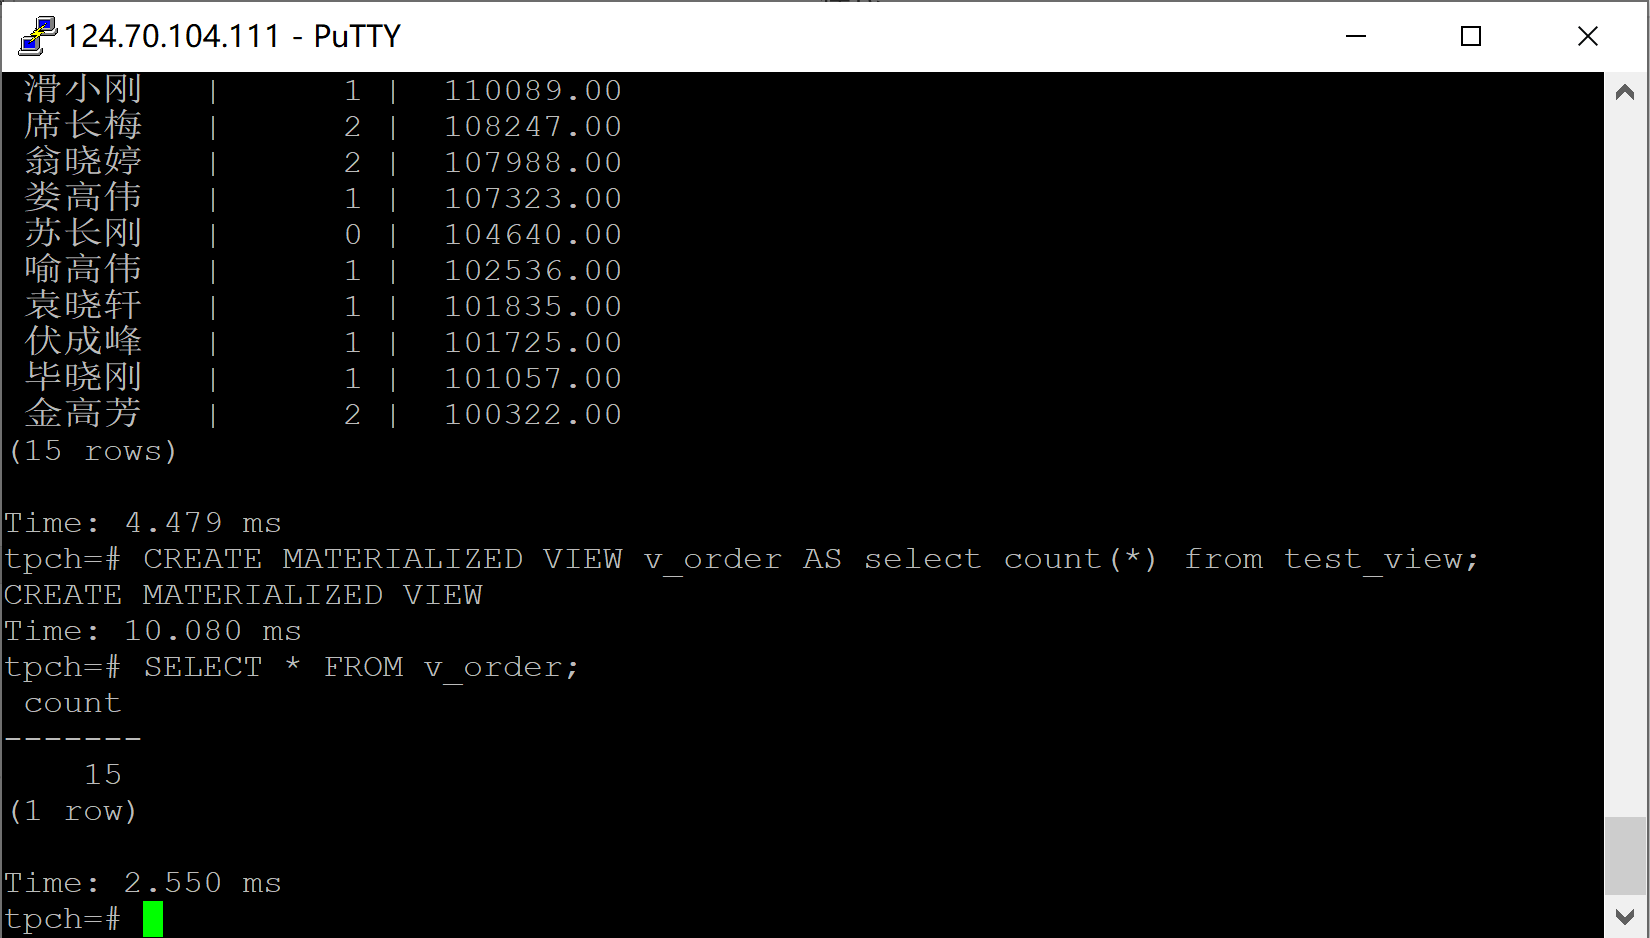 124.70.104.111 - PuTTY
滑小刚 | 1 | 110089.00
席长梅 | 2 | 108247.00
翁晓婷 | 2 | 107988.00
娄高伟 | 1 | 107323.00
苏长刚 | 0 | 104640.00
喻高伟 | 1 | 102536.00
袁晓轩 | 1 | 101835.00
伏成峰 | 1 | 101725.00
毕晓刚 | 1 | 101057.00
金高芳 | 2 | 100322.00
(15 rows)
Time: 4.479 ms
tpch=# CREATE MATERIALIZED VIEW v_order AS select count(*) from test_view;
CREATE MATERIALIZED VIEW
Time: 10.080 ms
tpch=# SELECT * FROM v_order;
count
-------
15
(1 row)
Time: 2.550 ms
tpch=#